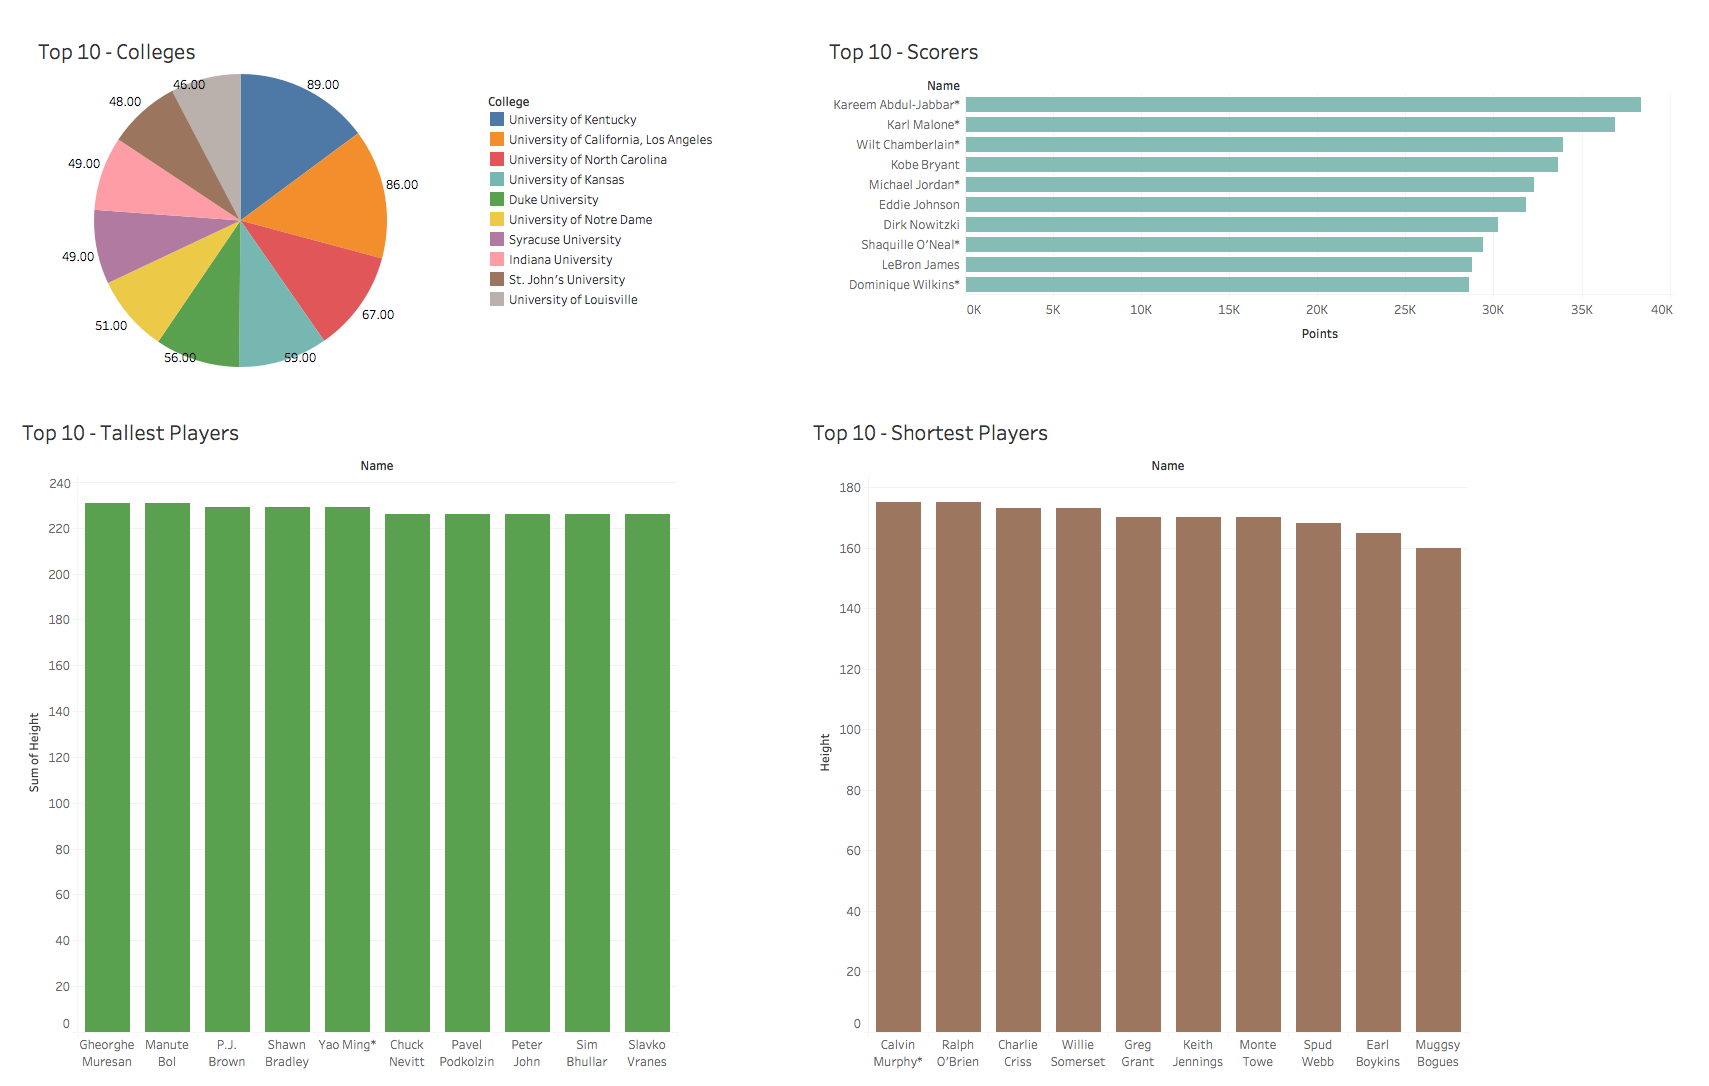 Top 10 - Colleges
46.00
89.00
48.00
49.00
86.00
49.00
67.00
51.00
56.00
59.00
College
University of Kentucky
University of California, Los Angeles
University of North Carolina
University of Kansas
Duke University
University of Notre Dame
Syracuse University
Indiana University
St. John's University
University of Louisville
Top 10 - Scorers
Name
Kareem Abdul-Jabbar*
Karl Malone*
Wilt Chamberlain*
Kobe Bryant
Michael Jordan*
Eddie Johnson
Dirk Nowitzki
Shaquille O'Neal*
LeBron James
Dominique Wilkins*
0K 5K 10K 15K 20K 25K 30K 35K 40K
Points
Top 10 - Tallest Players
Name
240
220
200
180
160
140
120
100
80
60
40
20
0
Sum of Height
Gheorghe Muresan
Manute Bol
P.J. Brown
Shawn Bradley
Yao Ming*
Chuck Nevitt
Pavel Podkolzin
Peter John
Sim Bhullar
Slavko Vranes
Top 10 - Shortest Players
Name
180
160
140
120
100
80
60
40
20
0
Height
Calvin Murphy*
Ralph O'Brien
Charlie Criss
Willie Somerset
Greg Grant
Keith Jennings
Monte Towe
Spud Webb
Earl Boykins
Muggsy Bogues